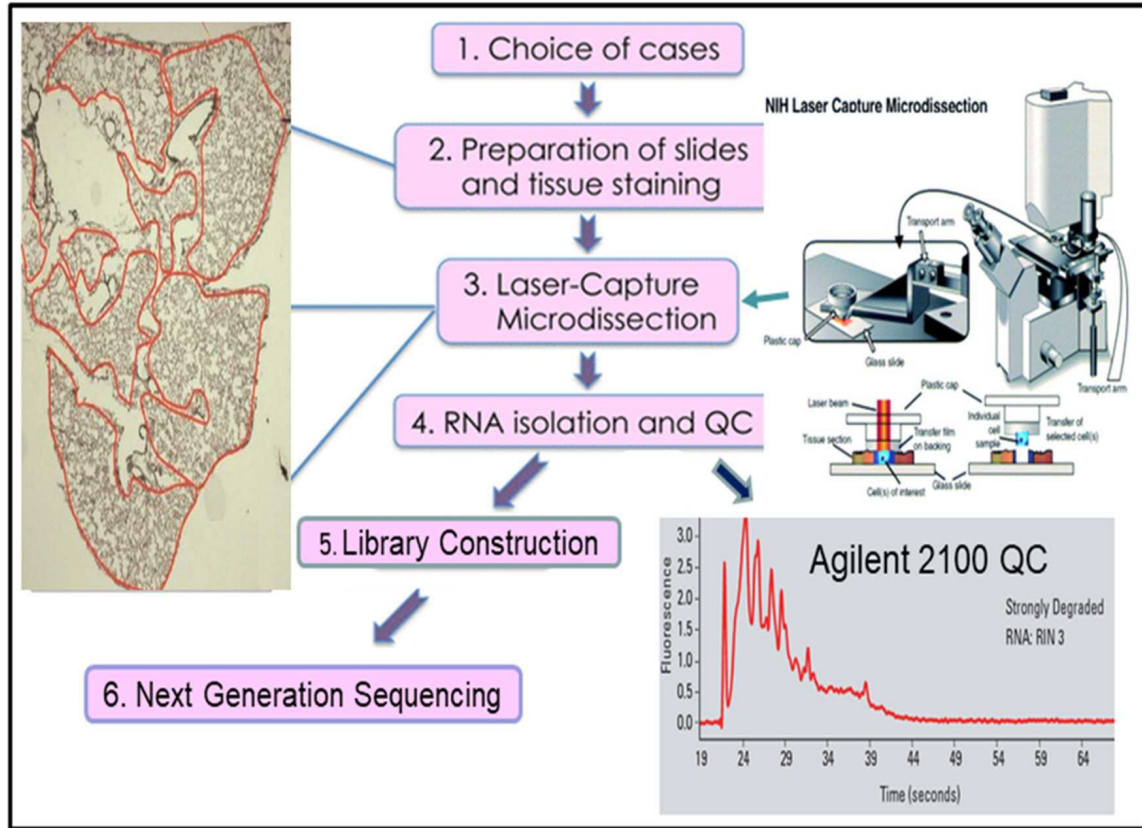 1. Choice of cases
2. Preparation of slides
and tissue staining
3. Laser-Capture
Microdissection
4. RNA isolation and QC
5. Library Construction
6. Next Generation Sequencing
NIH Laser Capture Microdissection
Transport arm
Plastic cap
Glass slide
Transport arm
Plastic cap
Laser beam
Individual
cell
sample
Transfer of
selected cell(s)
Tissue section
Transfer film
on backing
Glass slide
Cell(s) of interest
Agilent 2100 QC
Strongly Degraded
RNA: RIN 3
Fluorescence
3.0
2.5
2.0
1.5
1.0
0.5
0.0
19 24 29 34 39 44 49 54 59 64
Time (seconds)